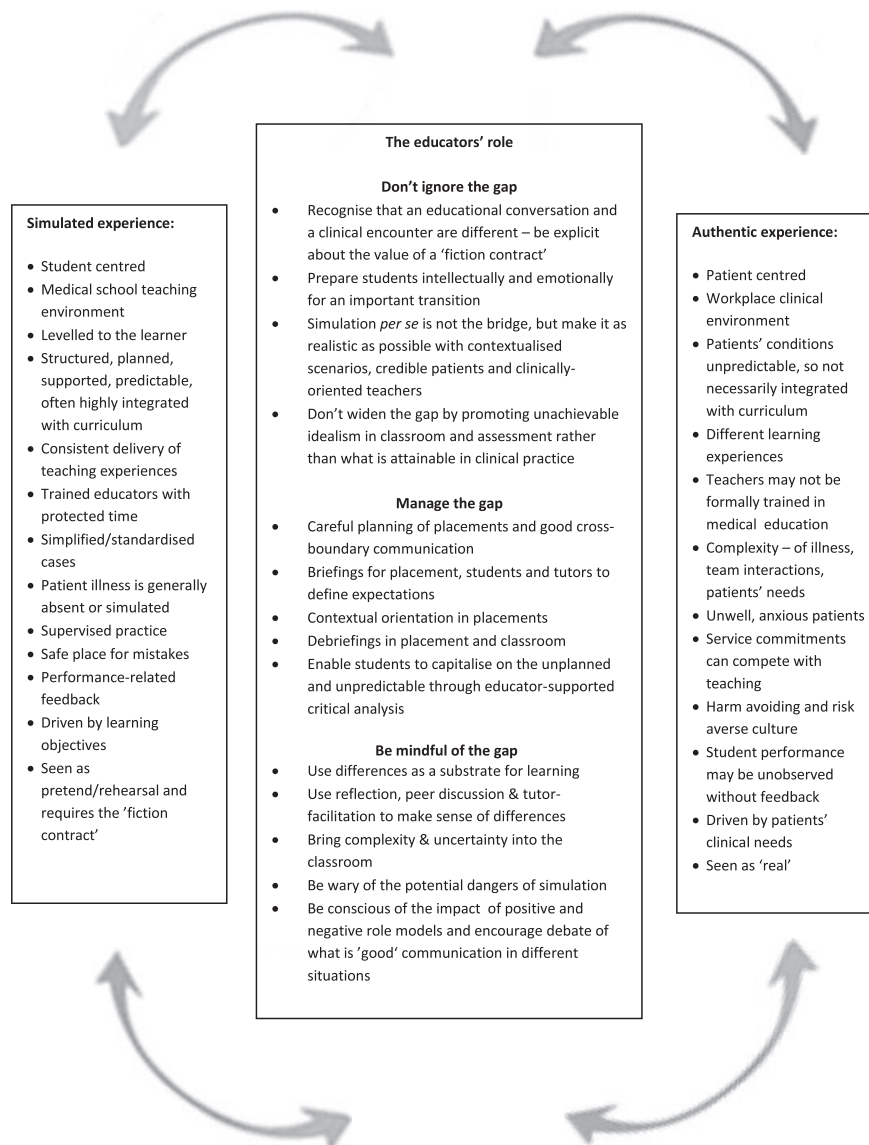 Simulated experience:
• Student centred
• Medical school teaching
environment
• Levelled to the learner
• Structured, planned,
supported, predictable,
often highly integrated
with curriculum
• Consistent delivery of
teaching experiences
• Trained educators with
protected time
• Simplified/standardised
cases
• Patient illness is generally
absent or simulated
• Supervised practice
• Safe place for mistakes
• Performance-related
feedback
• Driven by learning
objectives
• Seen as
pretend/rehearsal and
requires the ’fiction
contract’
The educators’ role
Don’t ignore the gap
• Recognise that an educational conversation and
a clinical encounter are different – be explicit
about the value of a ‘fiction contract’
• Prepare students intellectually and emotionally
for an important transition
• Simulation per se is not the bridge, but make it as
realistic as possible with contextualised
scenarios, credible patients and clinically-
oriented teachers
• Don’t widen the gap by promoting unachievable
idealism in classroom and assessment rather
than what is attainable in clinical practice
Manage the gap
• Careful planning of placements and good cross-
boundary communication
• Briefings for placement, students and tutors to
define expectations
• Contextual orientation in placements
• Debriefings in placement and classroom
• Enable students to capitalise on the unplanned
and unpredictable through educator-supported
critical analysis
Be mindful of the gap
• Use differences as a substrate for learning
• Use reflection, peer discussion & tutor-
facilitation to make sense of differences
• Bring complexity & uncertainty into the
classroom
• Be wary of the potential dangers of simulation
• Be conscious of the impact of positive and
negative role models and encourage debate of
what is ’good‘ communication in different
situations
Authentic experience:
• Patient centred
• Workplace clinical
environment
• Patients’ conditions
unpredictable, so not
necessarily integrated
with curriculum
• Different learning
experiences
• Teachers may not be
formally trained in
medical education
• Complexity – of illness,
team interactions,
patients’ needs
• Unwell, anxious patients
• Service commitments
can compete with
teaching
• Harm avoiding and risk
averse culture
• Student performance
may be unobserved
without feedback
• Driven by patients’
clinical needs
• Seen as ‘real’